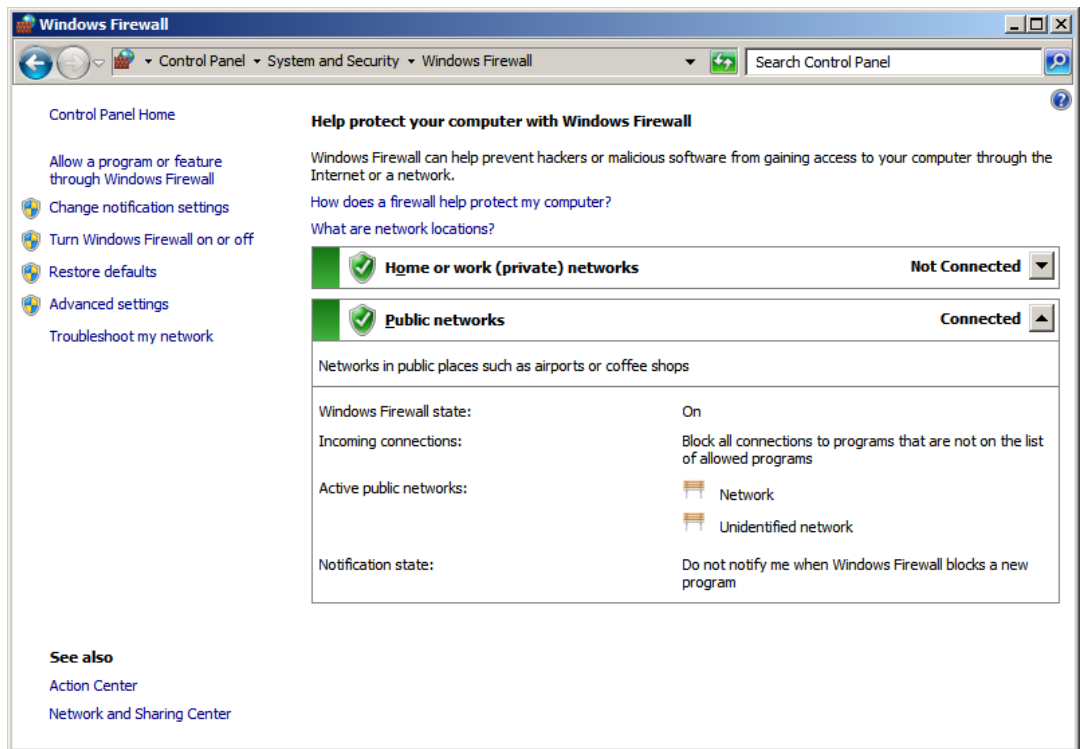 Windows Firewall
Control Panel System and Security Windows Firewall
Search Control Panel
Control Panel Home
Allow a program or feature
through Windows Firewall
Change notification settings
Turn Windows Firewall on or off
Restore defaults
Advanced settings
Troubleshoot my network
See also
Action Center
Network and Sharing Center
Help protect your computer with Windows Firewall
Windows Firewall can help prevent hackers or malicious software from gaining access to your computer through the
Internet or a network.
How does a firewall help protect my computer?
What are network locations?
Home or work (private) networks Not Connected
Public networks Connected
Networks in public places such as airports or coffee shops
Windows Firewall state: On
Incoming connections: Block all connections to programs that are not on the list
of allowed programs
Active public networks: Network
Unidentified network
Notification state: Do not notify me when Windows Firewall blocks a new
program